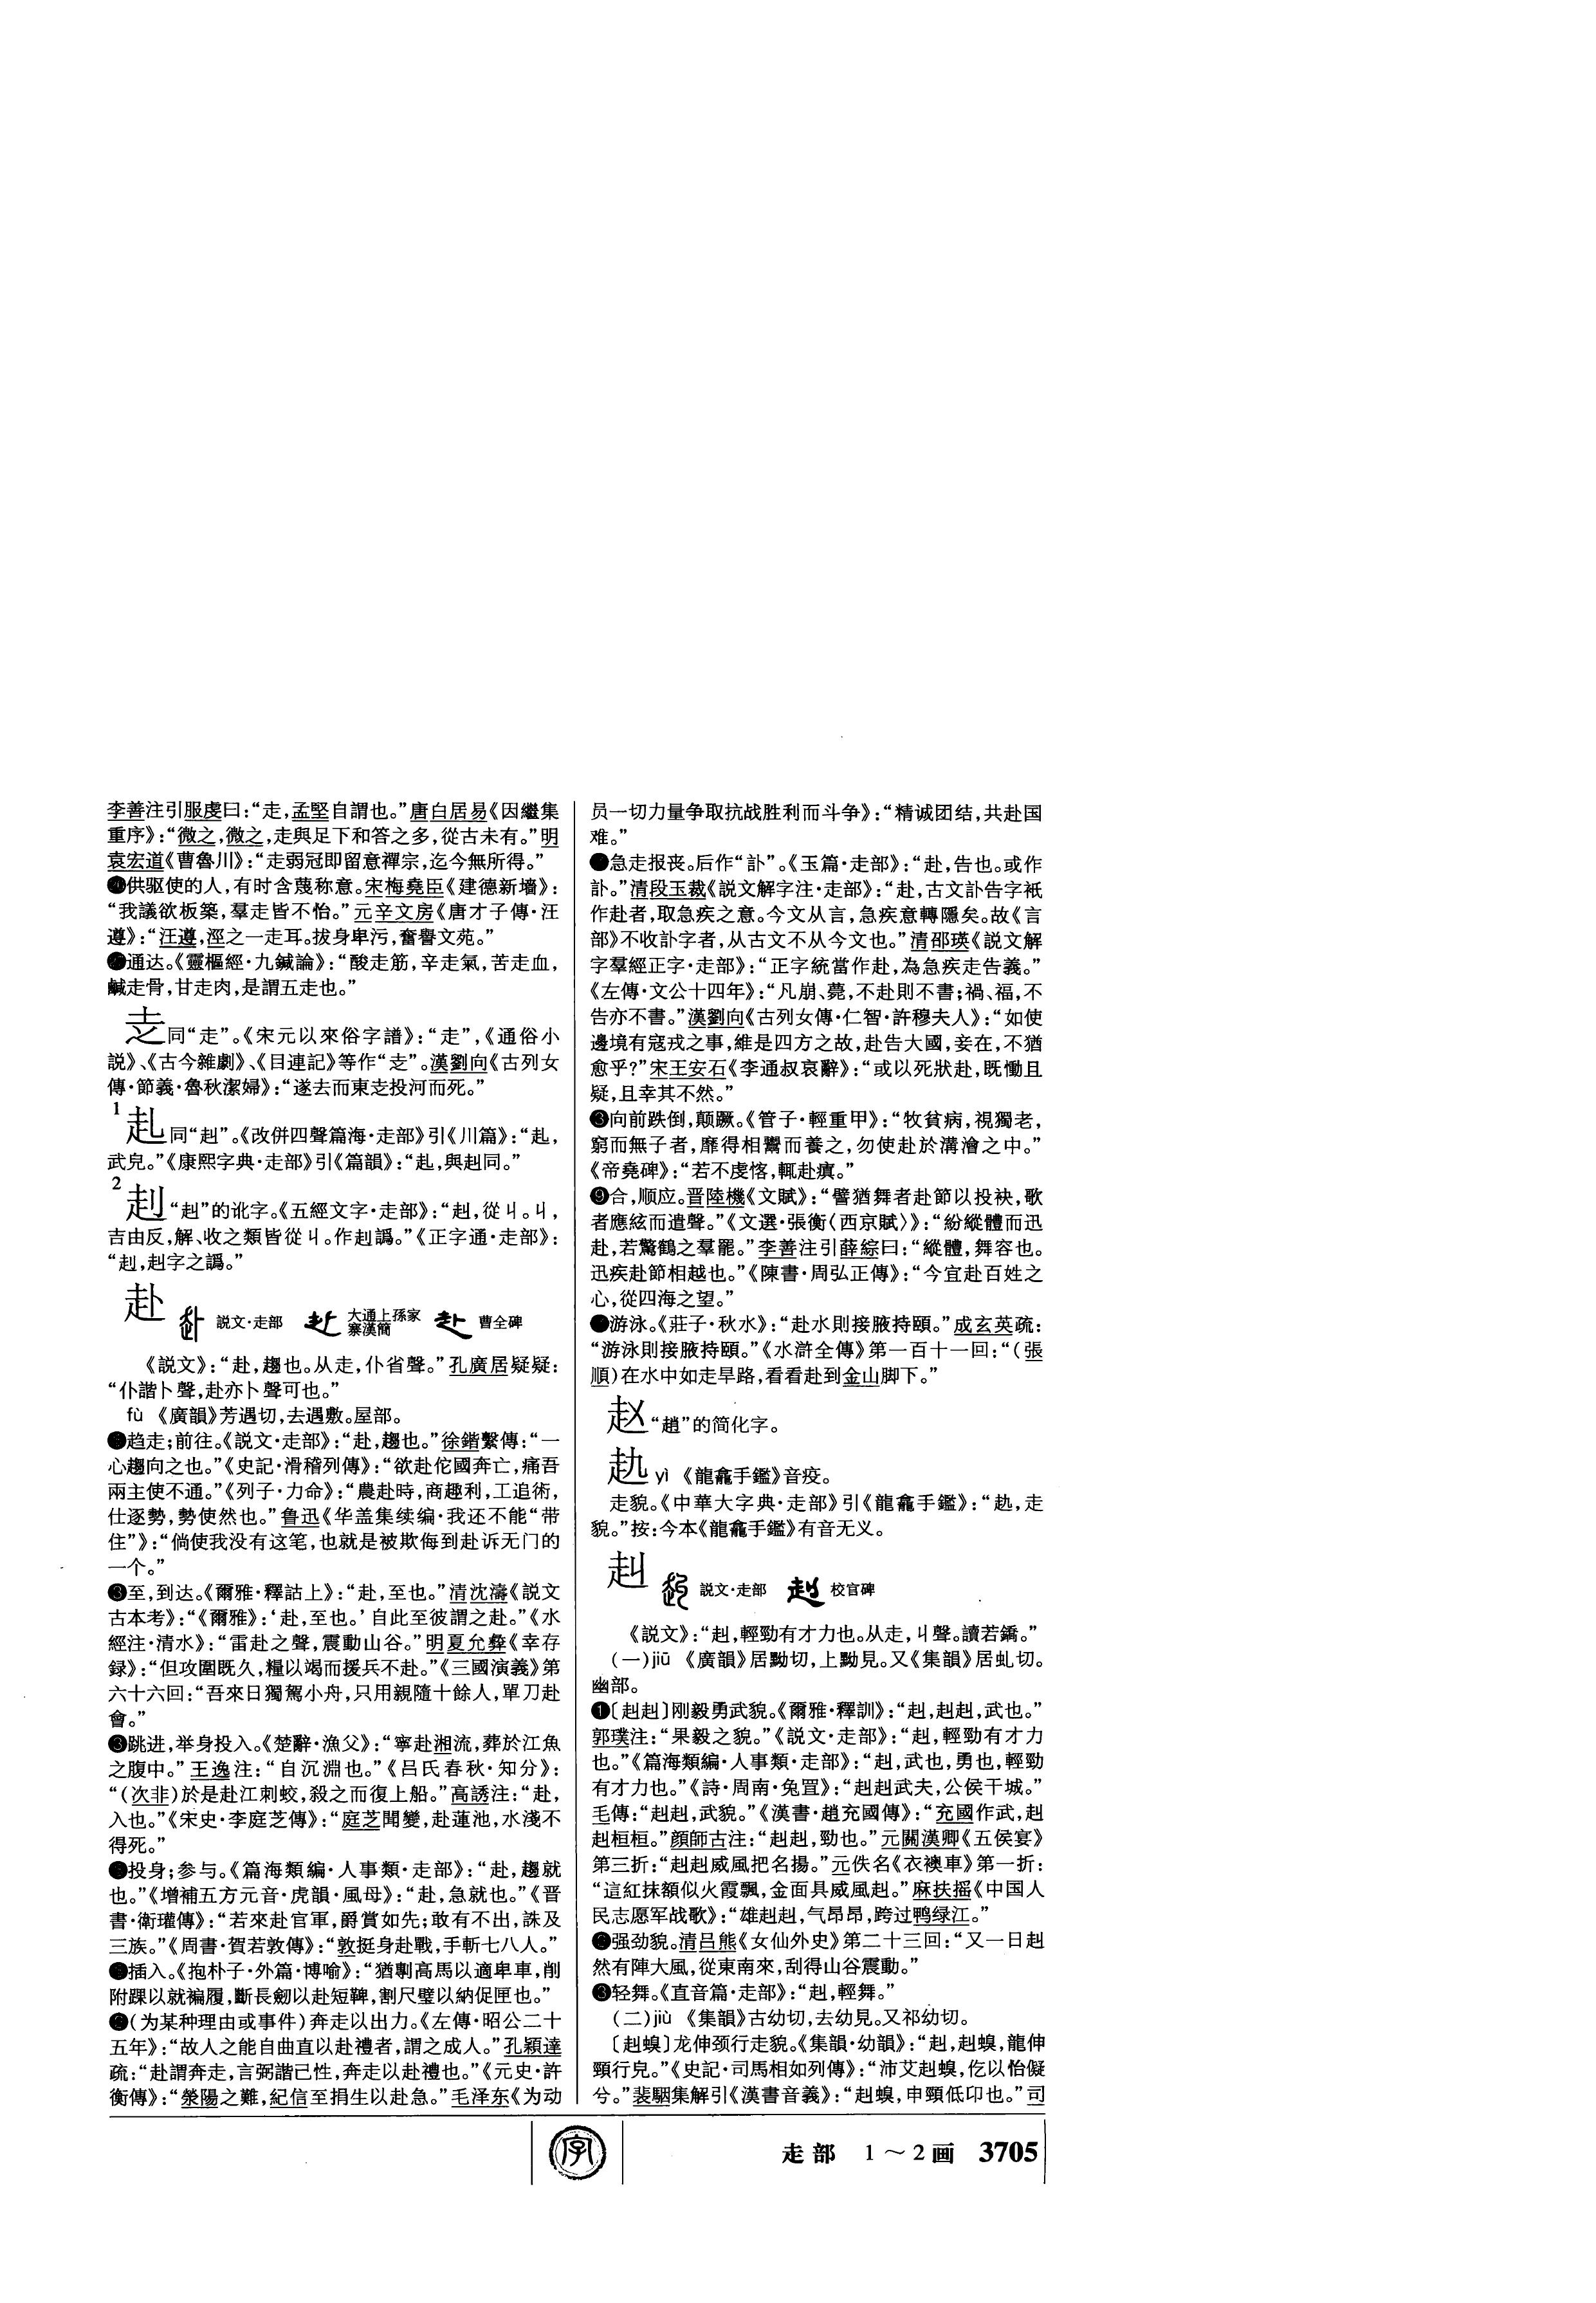 李善注引服虔曰：“走，孟堅自謂也。”唐白居易《因繼集
重序》：“微之，微之，走與足下和答之多，從古未有。”明
袁宏道《曹魯川》：“走弱冠即留意禪宗，迄今無所得。”
❹供驱使的人，有时含蔑称意。宋梅堯臣《建德新墻》：
“我議欲板築，羣走皆不怡。”元辛文房《唐才子傳·汪
遵》：“汪遵，涇之一走耳。拔身卑污，奮譽文苑。”
通达。《靈樞經·九鍼論》：“酸走筋，辛走氣，苦走血，
鹹走骨，甘走肉，是謂五走也。”
赱同“走”。《宋元以來俗字譜》：“走”，《通俗小
説》、《古今雜劇》、《目連記》等作“赱”。漢劉向《古列女
傳·節義·魯秋潔婦》：“遂去而東赱投河而死。”
1
赲同“赳”。《改併四聲篇海·走部》引《川篇》：“赲，
武皃。”《康熙字典·走部》引《篇韻》：“赲，與赳同。”
2
“赳”的讹字。《五經文字·走部》：“赳，從丩。丩，
吉由反，解、收之類皆從丩。作譌。”《正字通·走部》：
“，赳字之譌。”
赴 説文·走部 大通上孫家寨漢簡 曹全碑
《説文》：“赴，趨也。从走，仆省聲。”孔廣居疑疑：
“仆諧卜聲，赴亦卜聲可也。”
fù 《廣韻》芳遇切，去遇敷。屋部。
趋走；前往。《説文·走部》：“赴，趨也。”徐鍇繫傳：“一
心趨向之也。”《史記·滑稽列傳》：“欲赴佗國奔亡，痛吾
兩主使不通。”《列子·力命》：“農赴時，商趣利，工追術，
仕逐勢，勢使然也。”鲁迅《华盖集续编·我还不能“带
住”》：“倘使我没有这笔，也就是被欺侮到赴诉无门的
一个。”
至，到达。《爾雅·釋詁上》：“赴，至也。”清沈濤《説文
古本考》：“《爾雅》：‘赴，至也。’自此至彼謂之赴。”《水
經注·清水》：“雷赴之聲，震動山谷。”明夏允彝《幸存
録》：“但攻圍既久，糧以竭而援兵不赴。”《三國演義》第
六十六回：“吾來日獨駕小舟，只用親隨十餘人，單刀赴
會。”
❸跳进，举身投入。《楚辭·漁父》：“寧赴湘流，葬於江魚
之腹中。”王逸注：“自沉淵也。”《吕氏春秋·知分》：
“（次非）於是赴江刺蛟，殺之而復上船。”高誘注：“赴，
入也。”《宋史·李庭芝傳》：“庭芝聞變，赴蓮池，水淺不
得死。”
投身；参与。《篇海類編·人事類·走部》：“赴，趨就
也。”《增補五方元音·虎韻·風母》：“赴，急就也。”《晋
書·衛瓘傳》：“若來赴官軍，爵賞如先；敢有不出，誅及
三族。”《周書·賀若敦傳》：“敦挺身赴戰，手斬七八人。”
插入。《抱朴子·外篇·博喻》：“猶剸高馬以適卑車，削
附踝以就褊履，斷長劒以赴短鞞，割尺璧以納促匣也。”
（为某种理由或事件）奔走以出力。《左傳·昭公二十
五年》：“故人之能自曲直以赴禮者，謂之成人。”孔穎達
疏：“赴謂奔走，言弼諧己性，奔走以赴禮也。”《元史·許
衡傳》：“滎陽之難，紀信至捐生以赴急。”毛泽东《为动
员一切力量争取抗战胜利而斗争》：“精诚团结，共赴国
难。”
急走报丧。后作“訃”。《玉篇·走部》：“赴，告也。或作
訃。”清段玉裁《説文解字注·走部》：“赴，古文訃告字衹
作赴者，取急疾之意。今文从言，急疾意轉隱矣。故《言
部》不收訃字者，从古文不从今文也。”清邵瑛《説文解
字羣經正字·走部》：“正字統當作赴，為急疾走告義。”
《左傳·文公十四年》：“凡崩、薨，不赴則不書；禍、福，不
告亦不書。”漢劉向《古列女傳·仁智·許穆夫人》：“如使
邊境有寇戎之事，維是四方之故，赴告大國，妾在，不猶
愈乎？”宋王安石《李通叔哀辭》：“或以死狀赴，既慟且
疑，且幸其不然。”
向前跌倒，颠蹶。《管子·輕重甲》：“牧貧病，視獨老，
窮而無子者，靡得相鬻而養之，勿使赴於溝澮之中。”
《帝堯碑》：“若不虔恪，輒赴瘨。”
❾合，顺应。晋陸機《文賦》：“譬猶舞者赴節以投袂，歌
者應絃而遣聲。”《文選·張衡〈西京賦〉》：“紛縱體而迅
赴，若驚鶴之羣罷。”李善注引薛綜曰：“縱體，舞容也。
迅疾赴節相越也。”《陳書·周弘正傳》：“今宜赴百姓之
心，從四海之望。”
游泳。《莊子·秋水》：“赴水則接腋持頤。”成玄英疏：
“游泳則接腋持頤。”《水滸全傳》第一百十一回：“（張
順）在水中如走旱路，看看赴到金山脚下。”
赵“趙”的简化字。
yì 《龍龕手鑑》音疫。
走貌。《中華大字典·走部》引《龍龕手鑑》：“，走
貌。”按：今本《龍龕手鑑》有音无义。
赳 説文·走部 校官碑
《説文》：“赳，輕勁有才力也。从走，丩聲。讀若鐈。”
（一）jiū 《廣韻》居黝切，上黝見。又《集韻》居虬切。
幽部。
❶〔赳赳〕刚毅勇武貌。《爾雅·釋訓》：“赳，赳赳，武也。”
郭璞注：“果毅之貌。”《説文·走部》：“赳，輕勁有才力
也。”《篇海類編·人事類·走部》：“赳，武也，勇也，輕勁
有才力也。”《詩·周南·兔罝》：“赳赳武夫，公侯干城。”
毛傳：“赳赳，武貌。”《漢書·趙充國傳》：“充國作武，赳
赳桓桓。”顔師古注：“赳赳，勁也。”元關漢卿《五侯宴》
第三折：“赳赳威風把名揚。”元佚名《衣襖車》第一折：
“這紅抹額似火霞飄，金面具威風赳。”麻扶摇《中国人
民志愿军战歌》：“雄赳赳，气昂昂，跨过鸭绿江。”
强劲貌。清吕熊《女仙外史》第二十三回：“又一日赳
然有陣大風，從東南來，刮得山谷震動。”
❸轻舞。《直音篇·走部》：“赳，輕舞。”
（二）jiù 《集韻》古幼切，去幼見。又祁幼切。
〔赳螑〕龙伸颈行走貌。《集韻·幼韻》：“赳，赳螑，龍伸
頸行皃。”《史記·司馬相如列傳》：“沛艾赳螑，仡以佁儗
兮。”裴駰集解引《漢書音義》：“赳螑，申頸低卬也。”司
字 走部 1～2画 3705